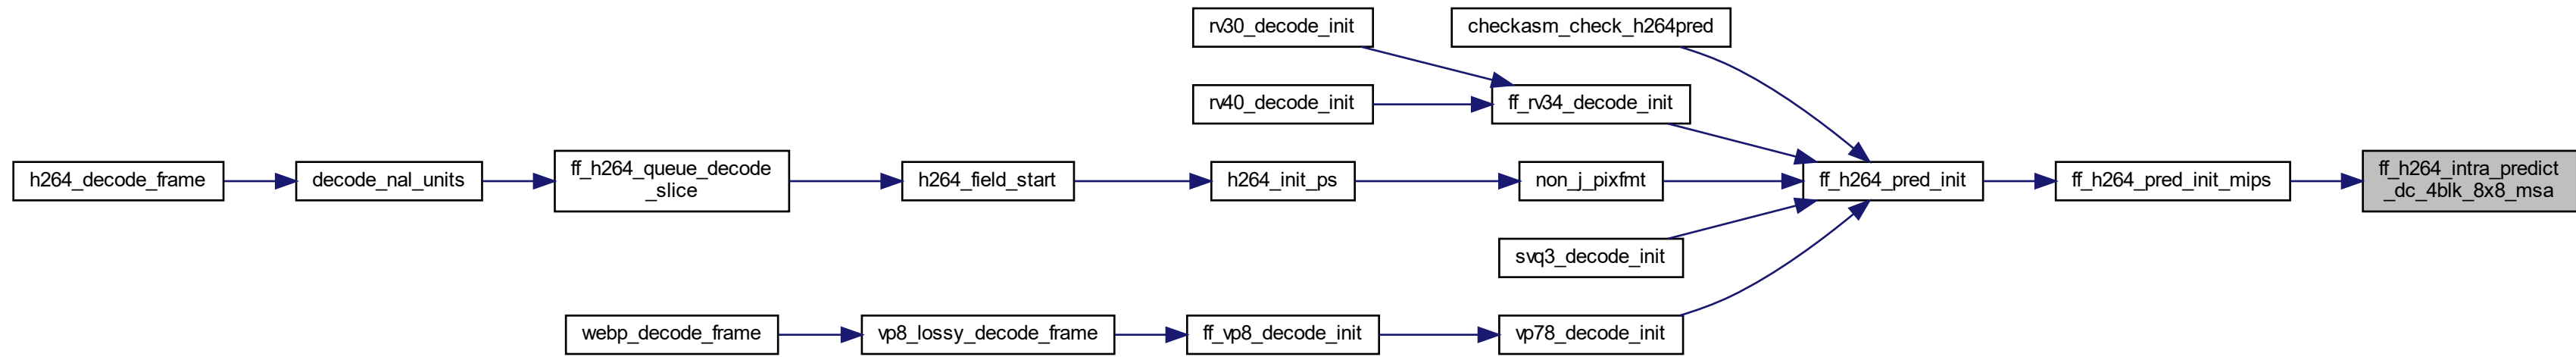 rv30_decode_init
checkasm_check_h264pred
rv40_decode_init
ff_rv34_decode_init
h264_decode_frame
decode_nal_units
ff_h264_queue_decode
_slice
h264_field_start
h264_init_ps
non_j_pixfmt
ff_h264_pred_init
ff_h264_pred_init_mips
ff_h264_intra_predict
_dc_4blk_8x8_msa
svq3_decode_init
webp_decode_frame
vp8_lossy_decode_frame
ff_vp8_decode_init
vp78_decode_init